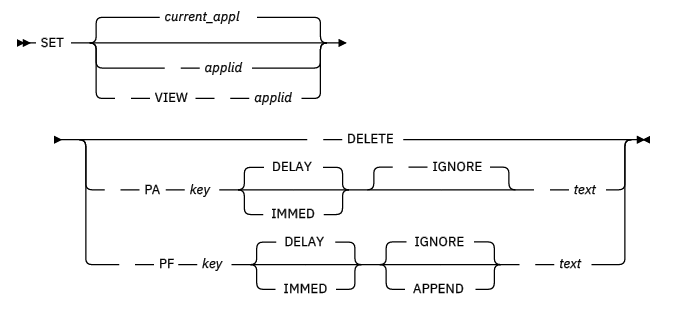 current_appl
SET
applid
VIEW applid
DELETE
DELAY IGNORE
PA key text
IMMED
DELAY IGNORE
PF key text
IMMED APPEND